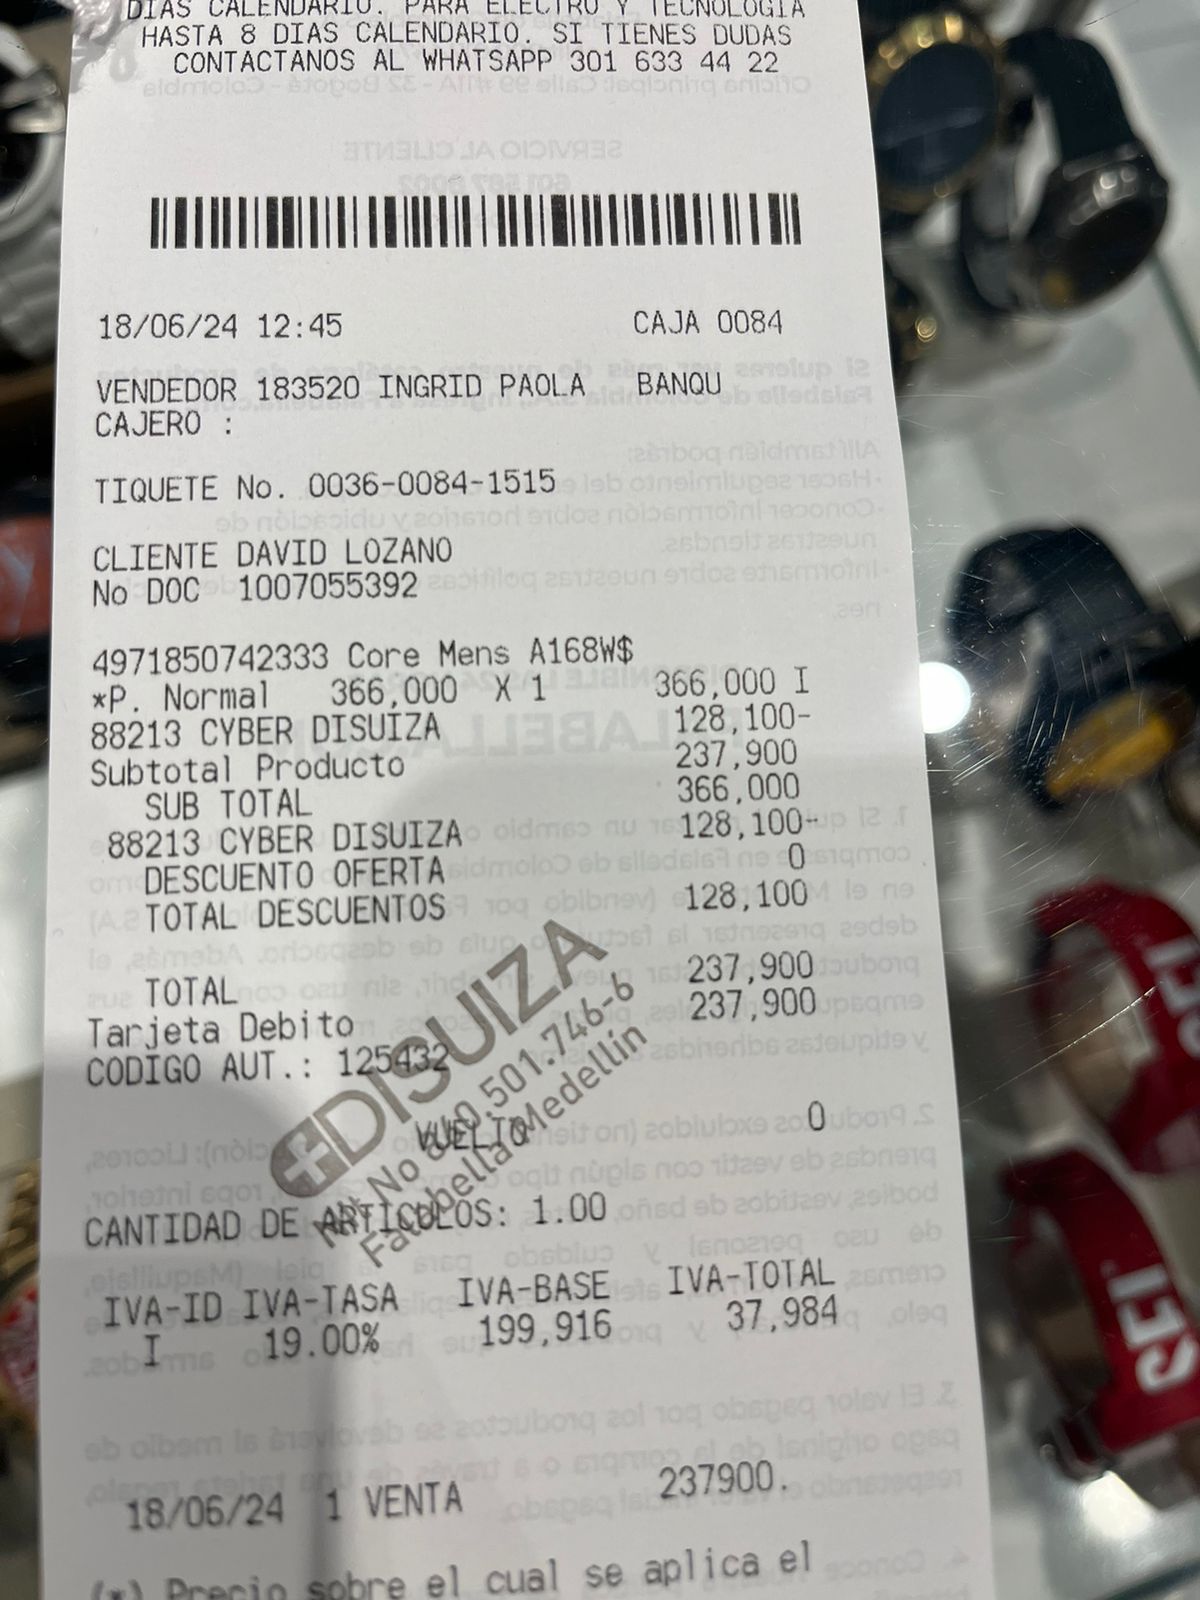 DIAS CALENDARIO. PARA ELECTRO Y TECNOLOGIA
HASTA 8 DIAS CALENDARIO. SI TIENES DUDAS
CONTACTANOS AL WHATSAPP 301 633 44 22
18/06/24 12:45 CAJA 0084
VENDEDOR 183520 INGRID PAOLA BANQU
CAJERO :
TIQUETE No. 0036-0084-1515
CLIENTE DAVID LOZANO
No DOC 1007055392
4971850742333 Core Mens A168W$
*P. Normal 366,000 X 1 366,000 I
88213 CYBER DISUIZA 128,100-
Subtotal Producto 237,900
SUB TOTAL 366,000
88213 CYBER DISUIZA 128,100-
DESCUENTO OFERTA 0
TOTAL DESCUENTOS 128,100
TOTAL 237,900
Tarjeta Debito 237,900
CODIGO AUT.: 125432
DISUIZA
Nit No .501.746-6
Falabella Medellín
VUELTO 0
CANTIDAD DE ARTICULOS: 1.00
IVA-ID IVA-TASA IVA-BASE IVA-TOTAL
I 19.00% 199,916 37,984
18/06/24 1 VENTA 237900.
(*) Precio sobre el cual se aplica el